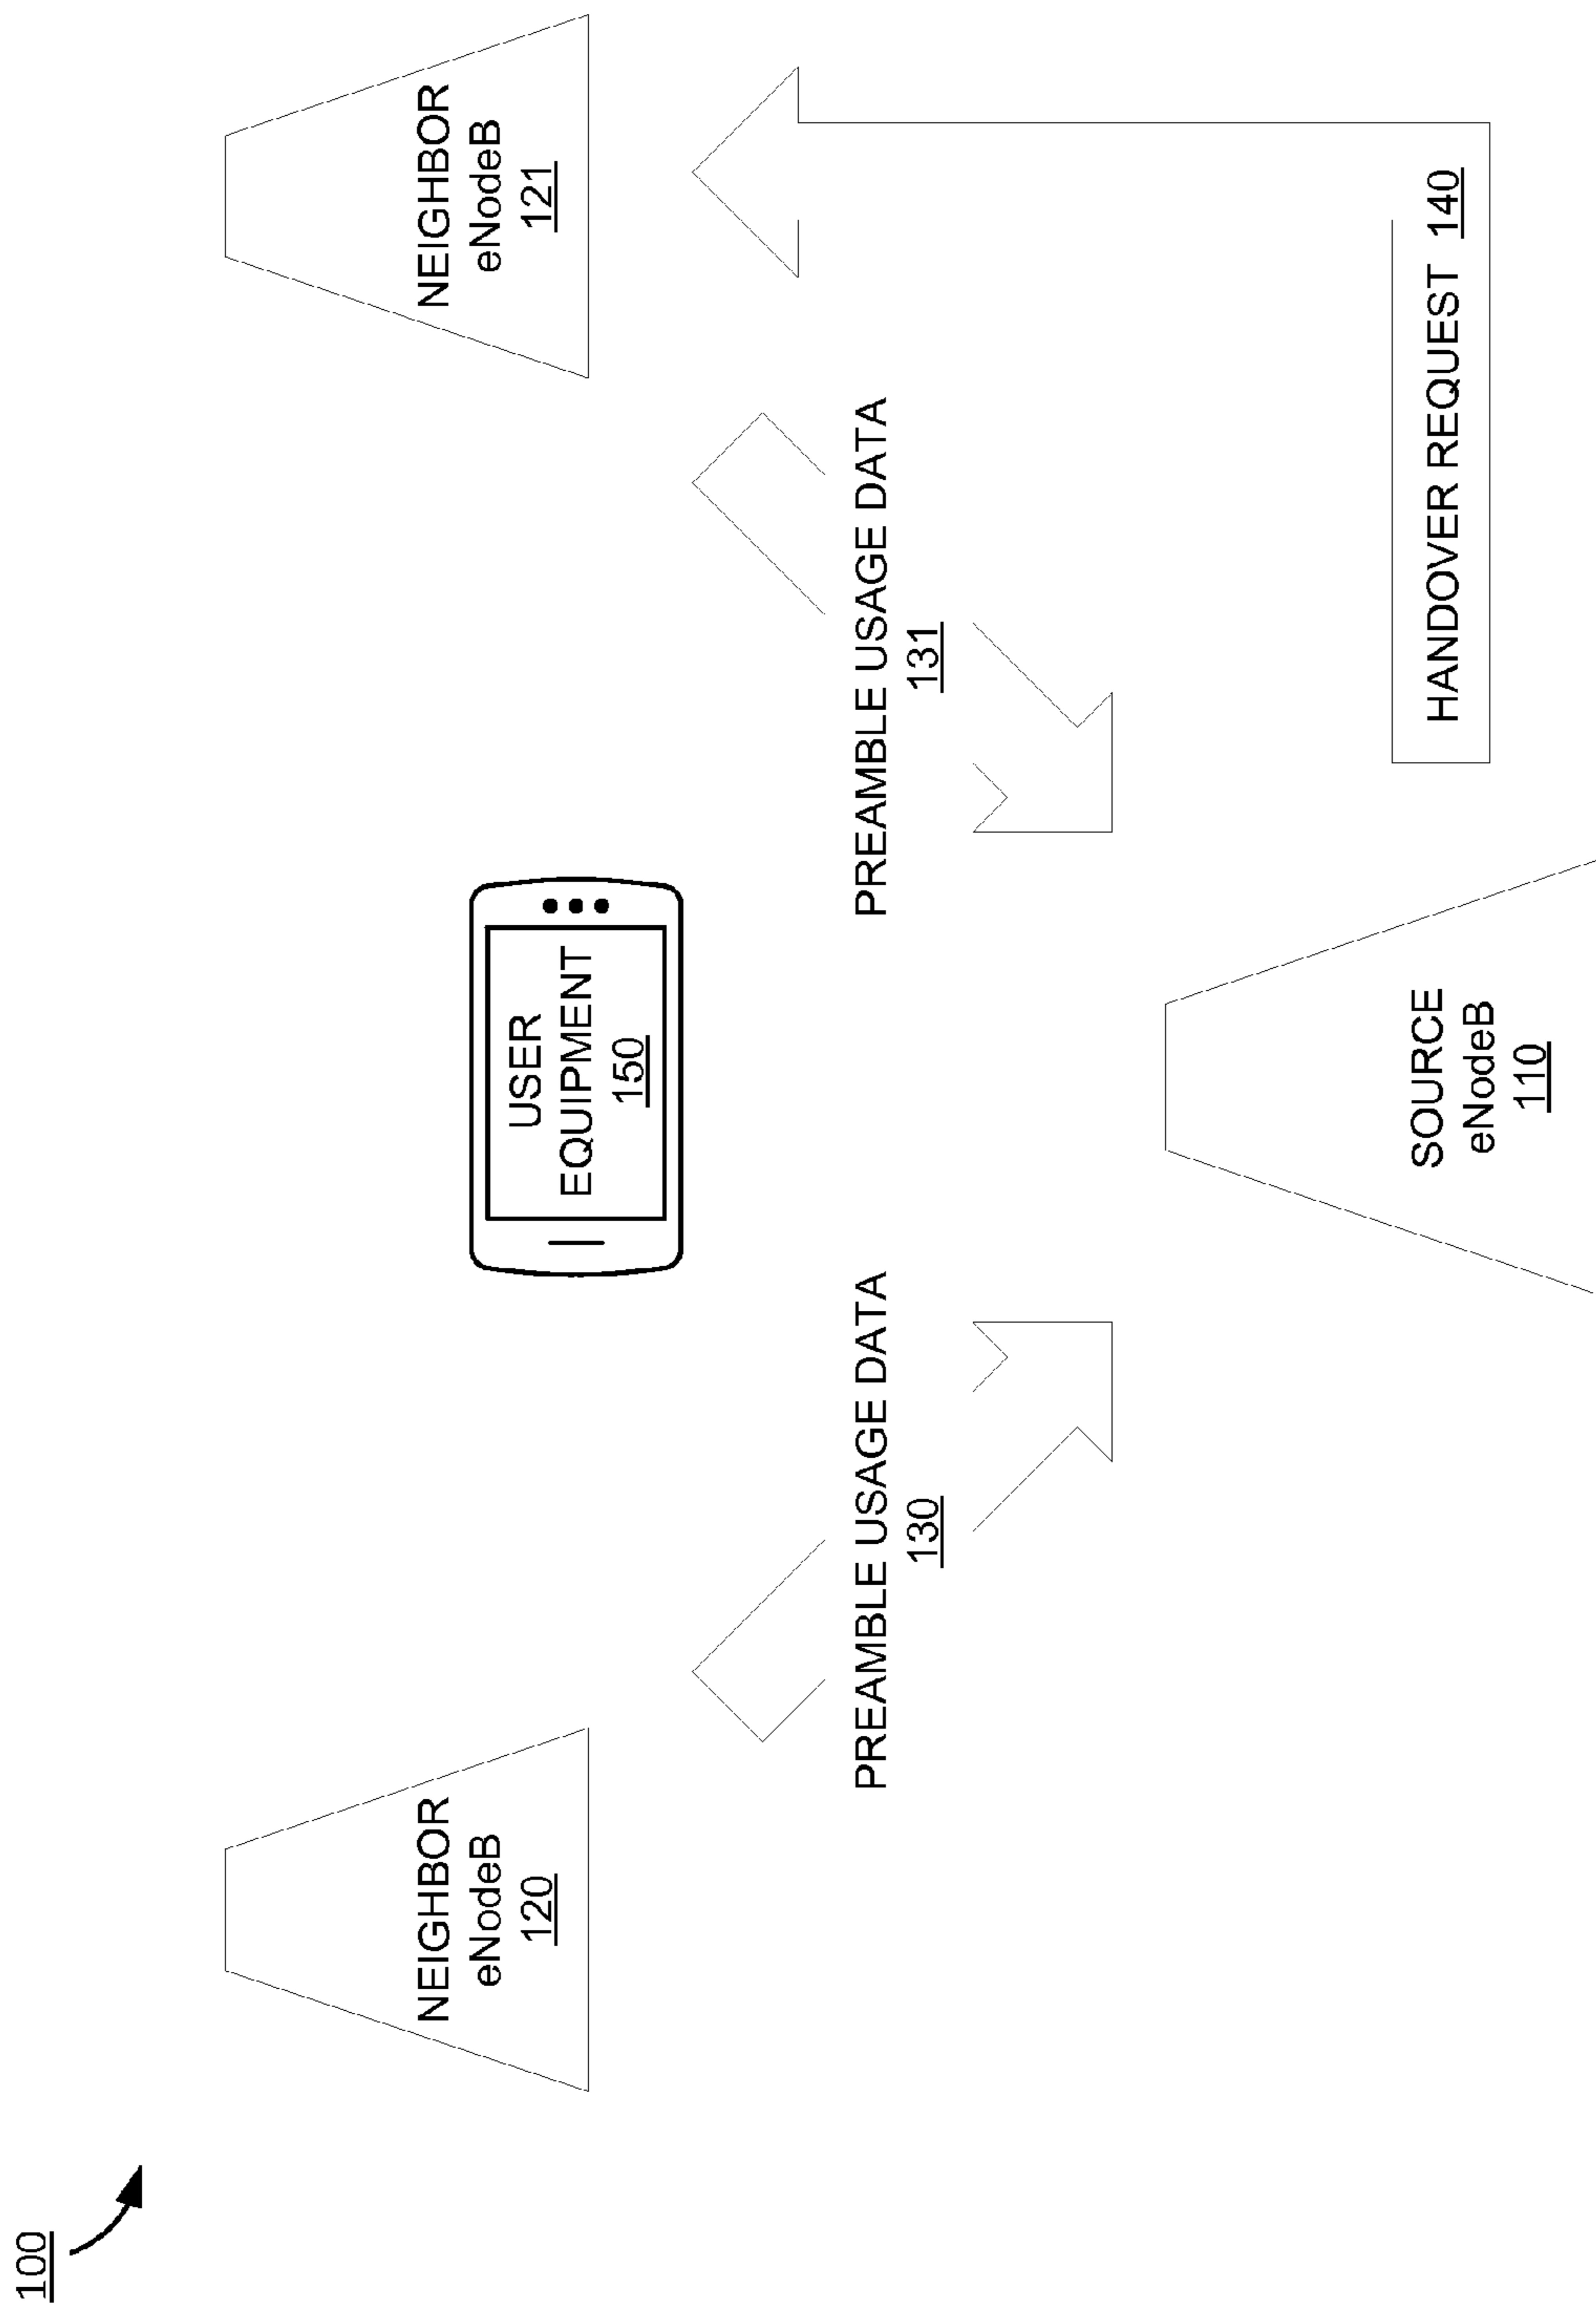 100
NEIGHBOR
eNodeB
120
USER
EQUIPMENT
150
NEIGHBOR
eNodeB
121
PREAMBLE USAGE DATA
130
PREAMBLE USAGE DATA
131
SOURCE
eNodeB
110
HANDOVER REQUEST 140